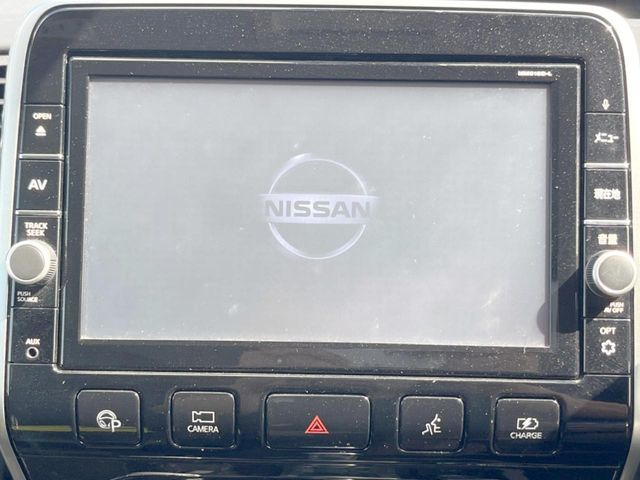 OPEN
AV
TRACK
SEEK
PUSH
SOURCE
AUX
NISSAN
メニュー
現在地
音量
PUSH
AV OFF
OPT
P
CAMERA
CHARGE